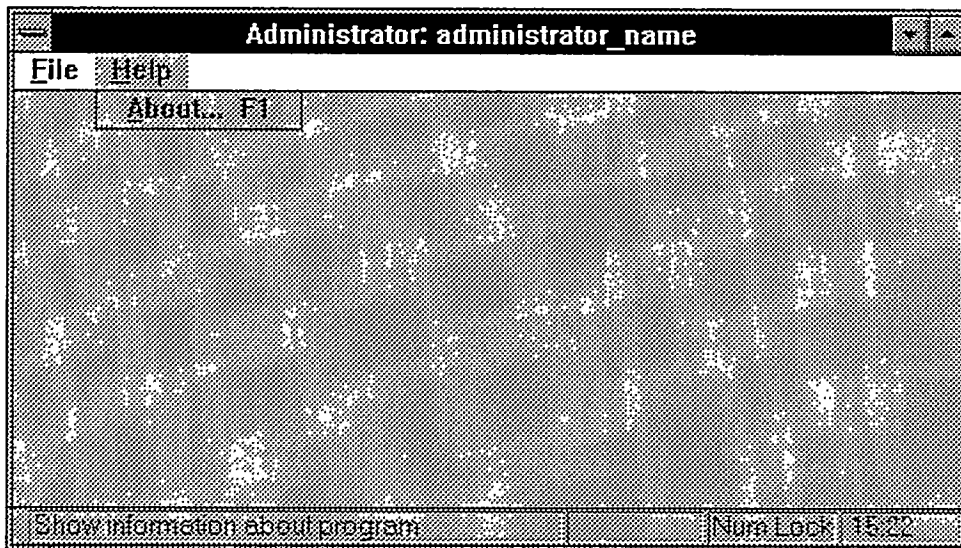 Administrator: administrator_name
File Help
About... F1
Show information about program Num Lock 15:22